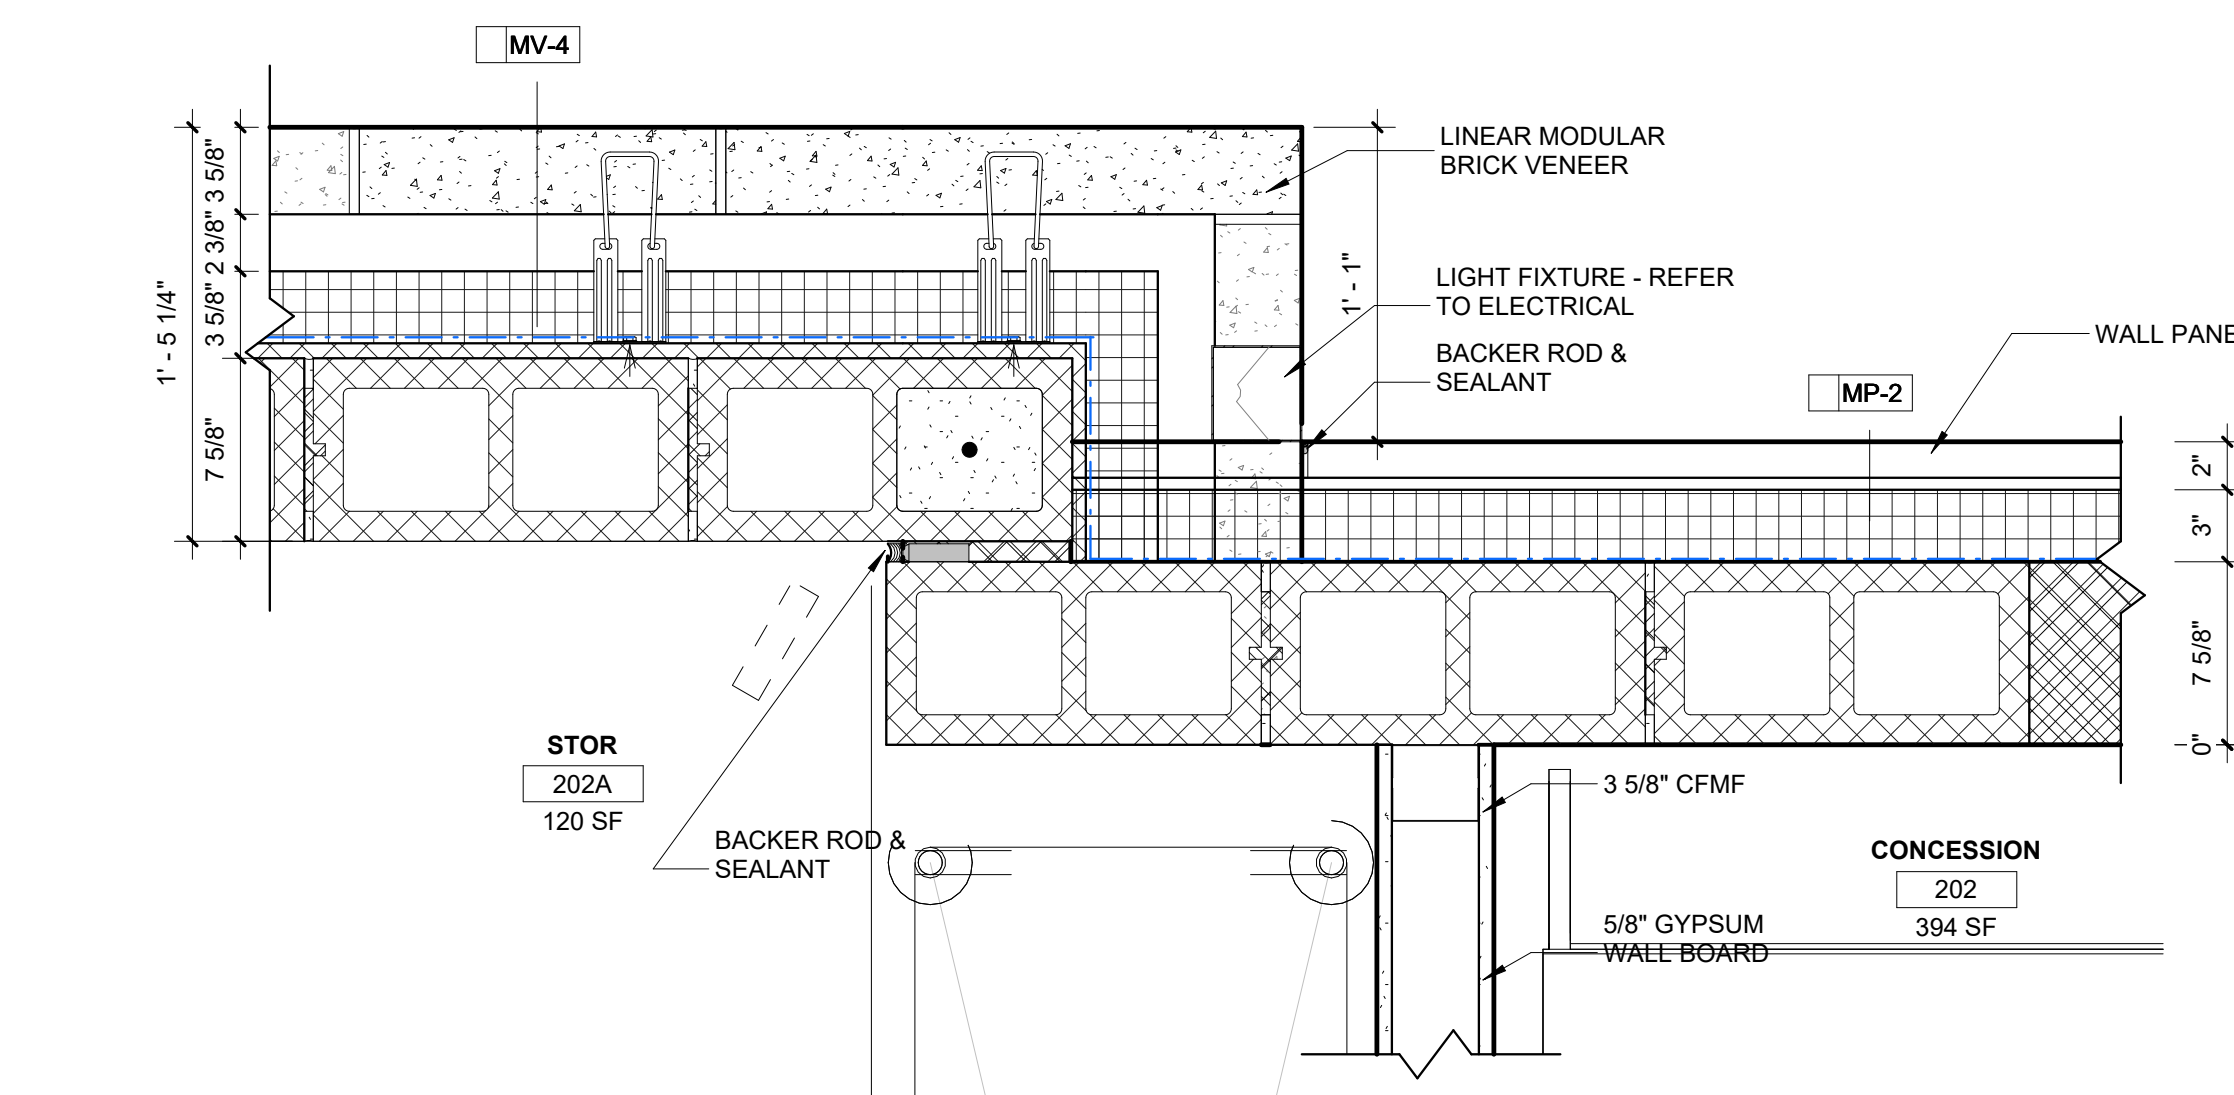 MV-4
3 5/8"
2 3/8"
3 5/8"
7 5/8"
1' - 5 1/4"
1' - 1"
LINEAR MODULAR
BRICK VENEER
LIGHT FIXTURE - REFER
TO ELECTRICAL
BACKER ROD &
SEALANT
WALL PANE
MP-2
2"
3"
7 5/8"
0"
STOR
202A
120 SF
BACKER ROD &
SEALANT
3 5/8" CFMF
CONCESSION
202
394 SF
5/8" GYPSUM
WALL BOARD